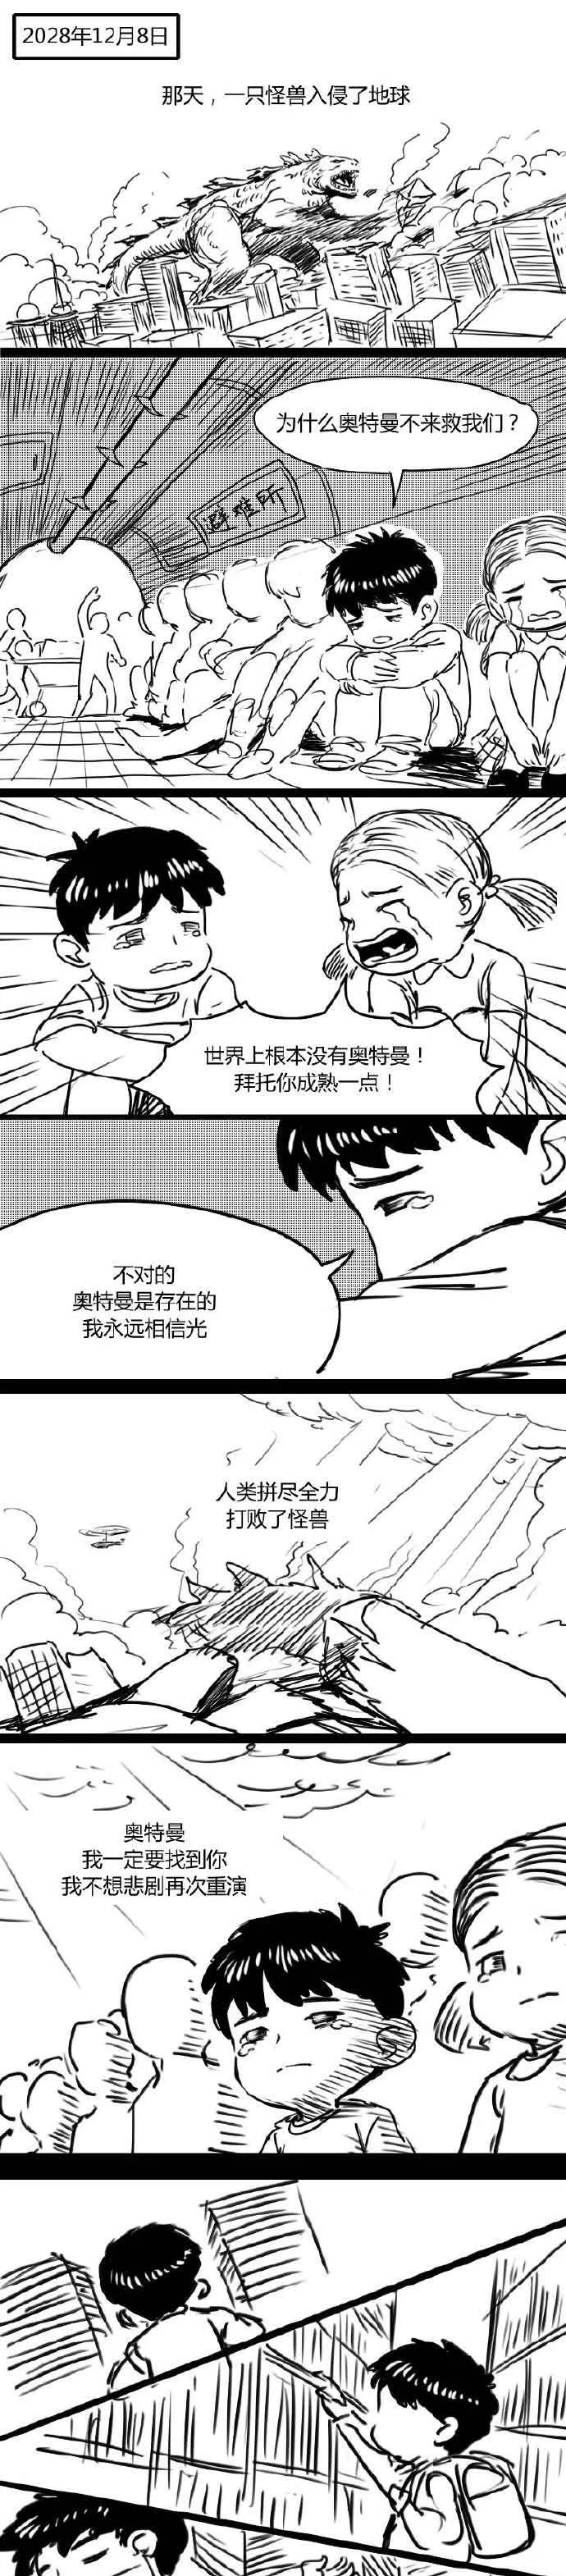 2028年12月8日
那天，一只怪兽入侵了地球
为什么奥特曼不来救我们？
避难所
世界上根本没有奥特曼！
拜托你成熟一点！
不对的
奥特曼是存在的
我永远相信光
人类拼尽全力
打败了怪兽
奥特曼
我一定要找到你
我不想悲剧再次重演